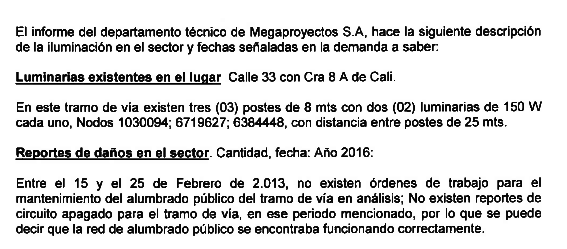 El informe del departamento técnico de Megaproyectos S.A, hace la siguiente descripción
de la iluminación en el sector y fechas señaladas en la demanda a saber:
Luminarias existentes en el lugar Calle 33 con Cra 8 A de Cali.
En este tramo de vía existen tres (03) postes de 8 mts con dos (02) luminarias de 150 W
cada uno, Nodos 1030094; 6719627; 6384448, con distancia entre postes de 25 mts.
Reportes de daños en el sector. Cantidad, fecha: Año 2016:
Entre el 15 y el 25 de Febrero de 2.013, no existen órdenes de trabajo para el
mantenimiento del alumbrado público del tramo de vía en análisis; No existen reportes de
circuito apagado para el tramo de vía, en ese periodo mencionado, por lo que se puede
decir que la red de alumbrado público se encontraba funcionando correctamente.